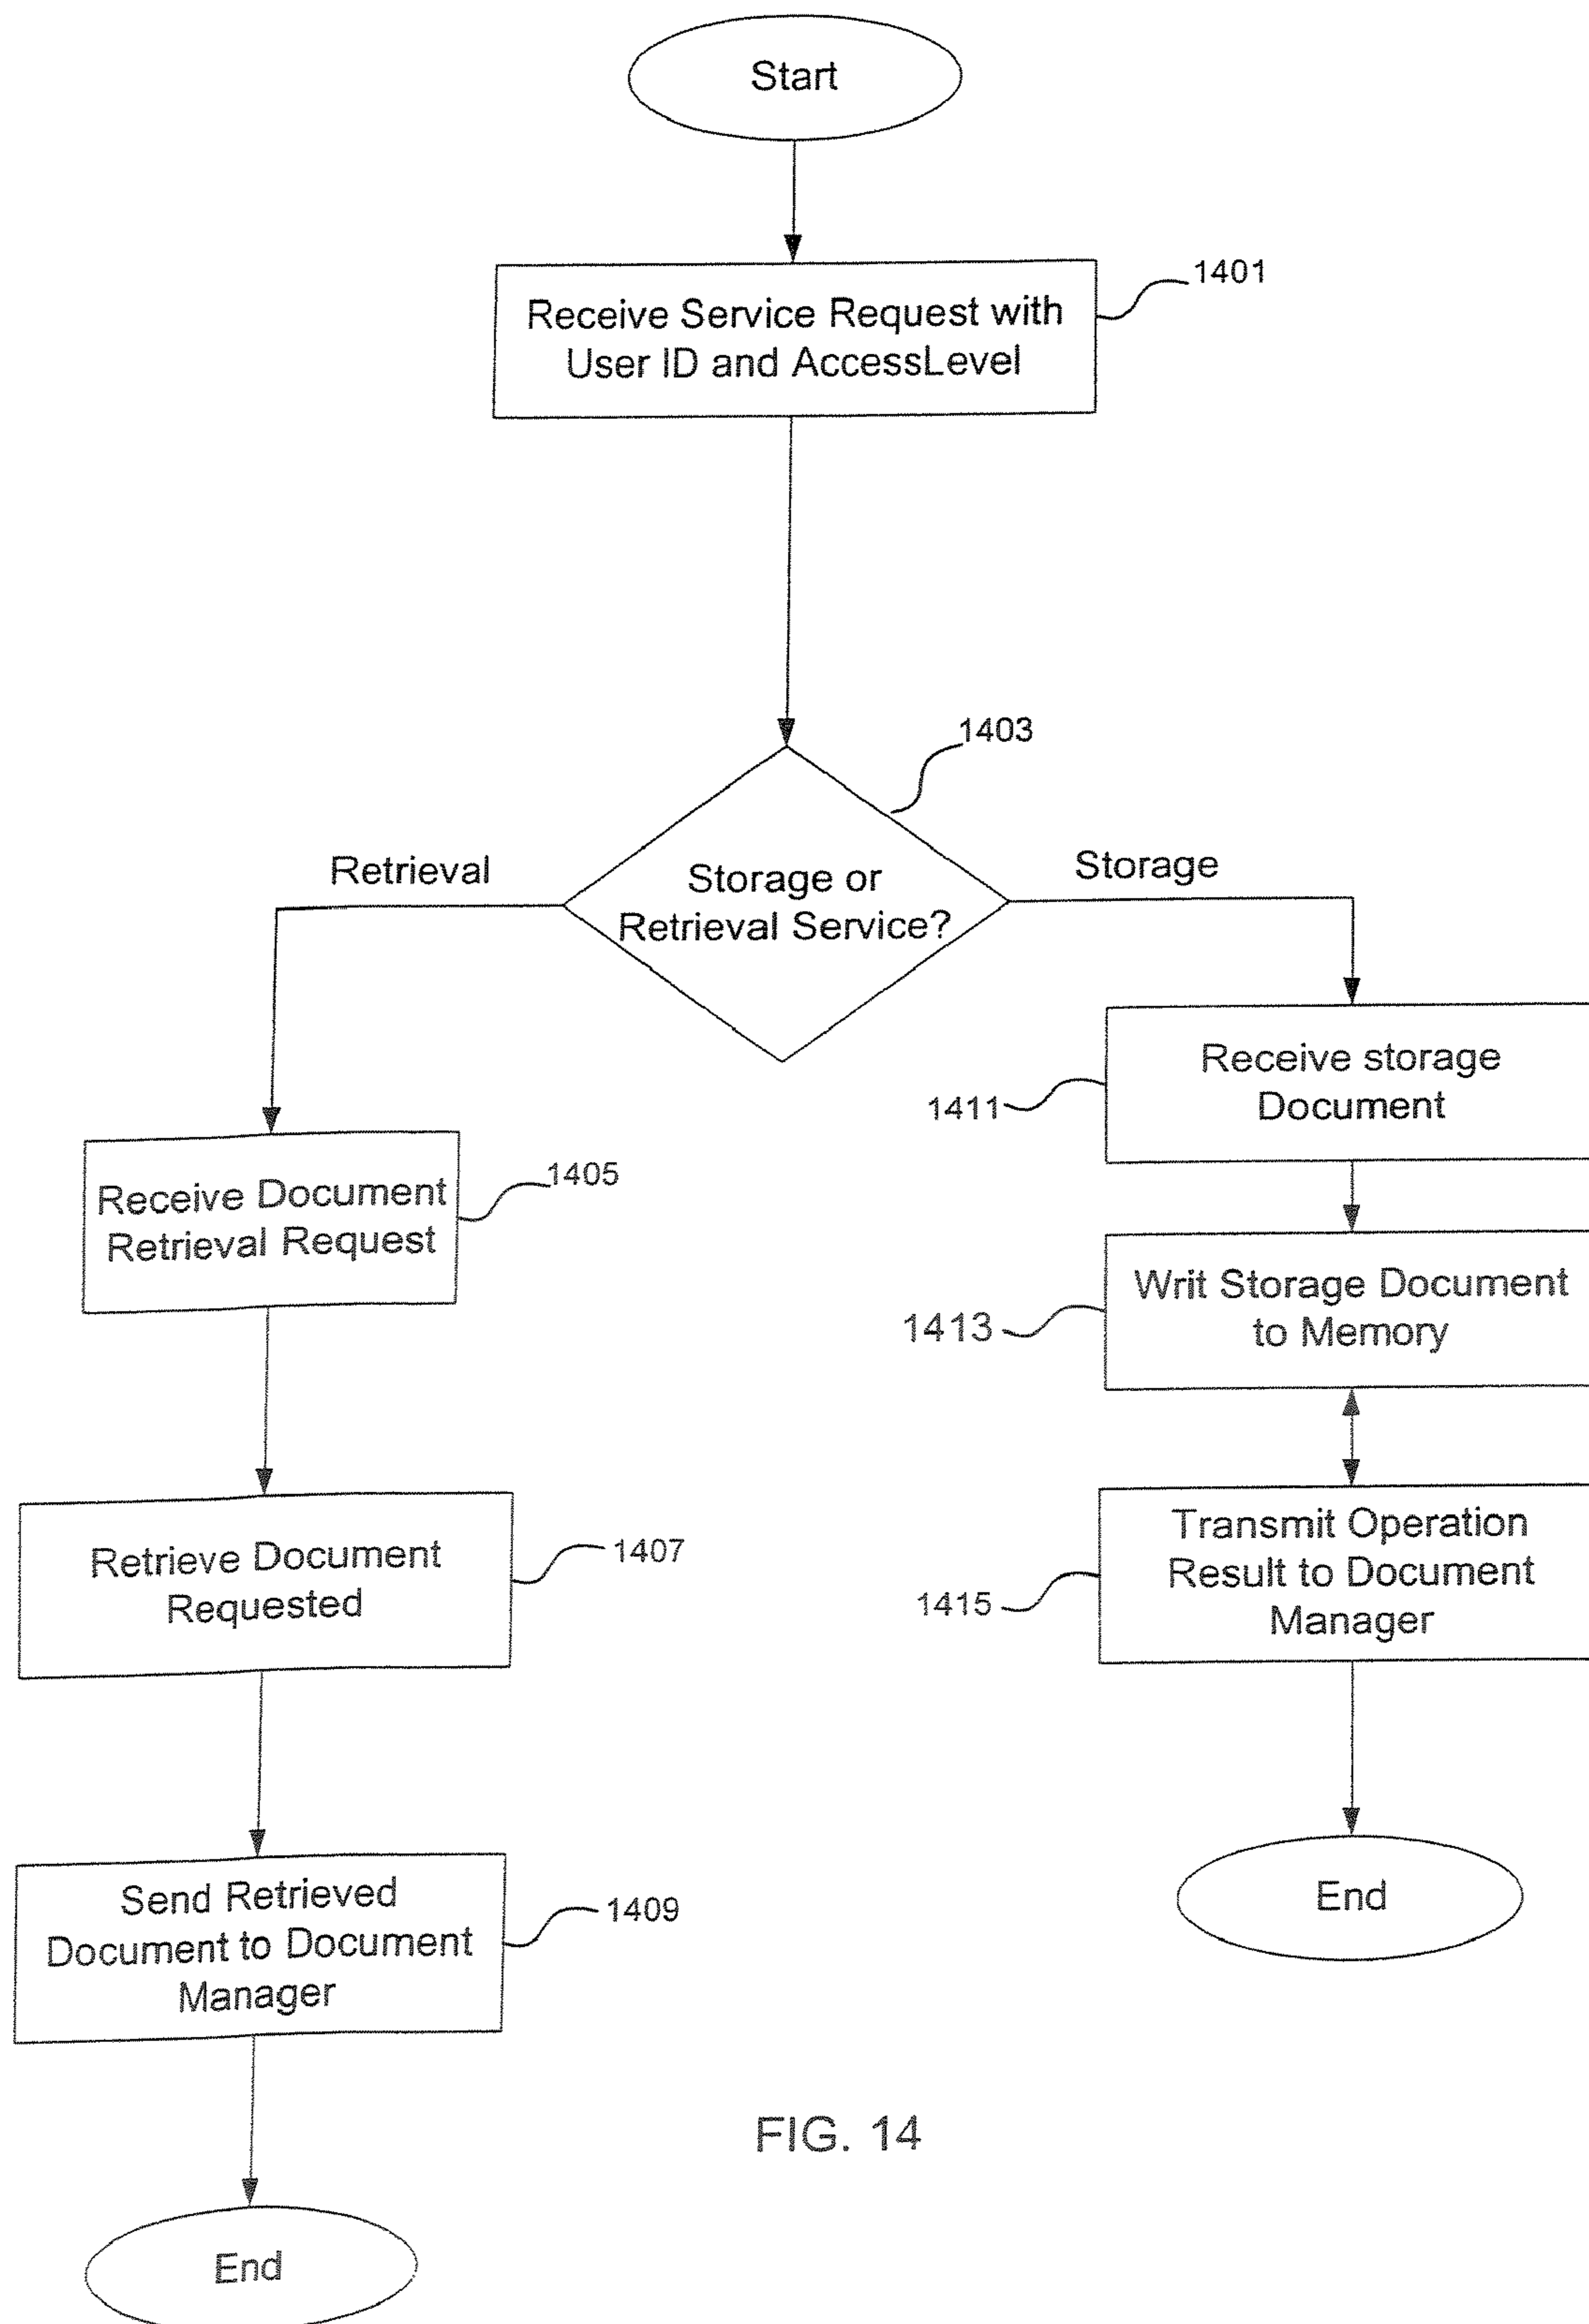 Start
1401
Receive Service Request with
User ID and AccessLevel
1403
Storage or
Retrieval Service?
Retrieval
Storage
1405
Receive Document
Retrieval Request
1407
Retrieve Document
Requested
1409
Send Retrieved
Document to Document
Manager
End
1411
Receive storage
Document
1413
Writ Storage Document
to Memory
1415
Transmit Operation
Result to Document
Manager
End
FIG. 14